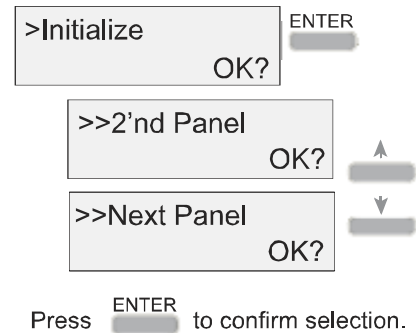 >Initialize
OK?
ENTER
>>2'nd Panel
OK?
>>Next Panel
OK?
Press ENTER to confirm selection.